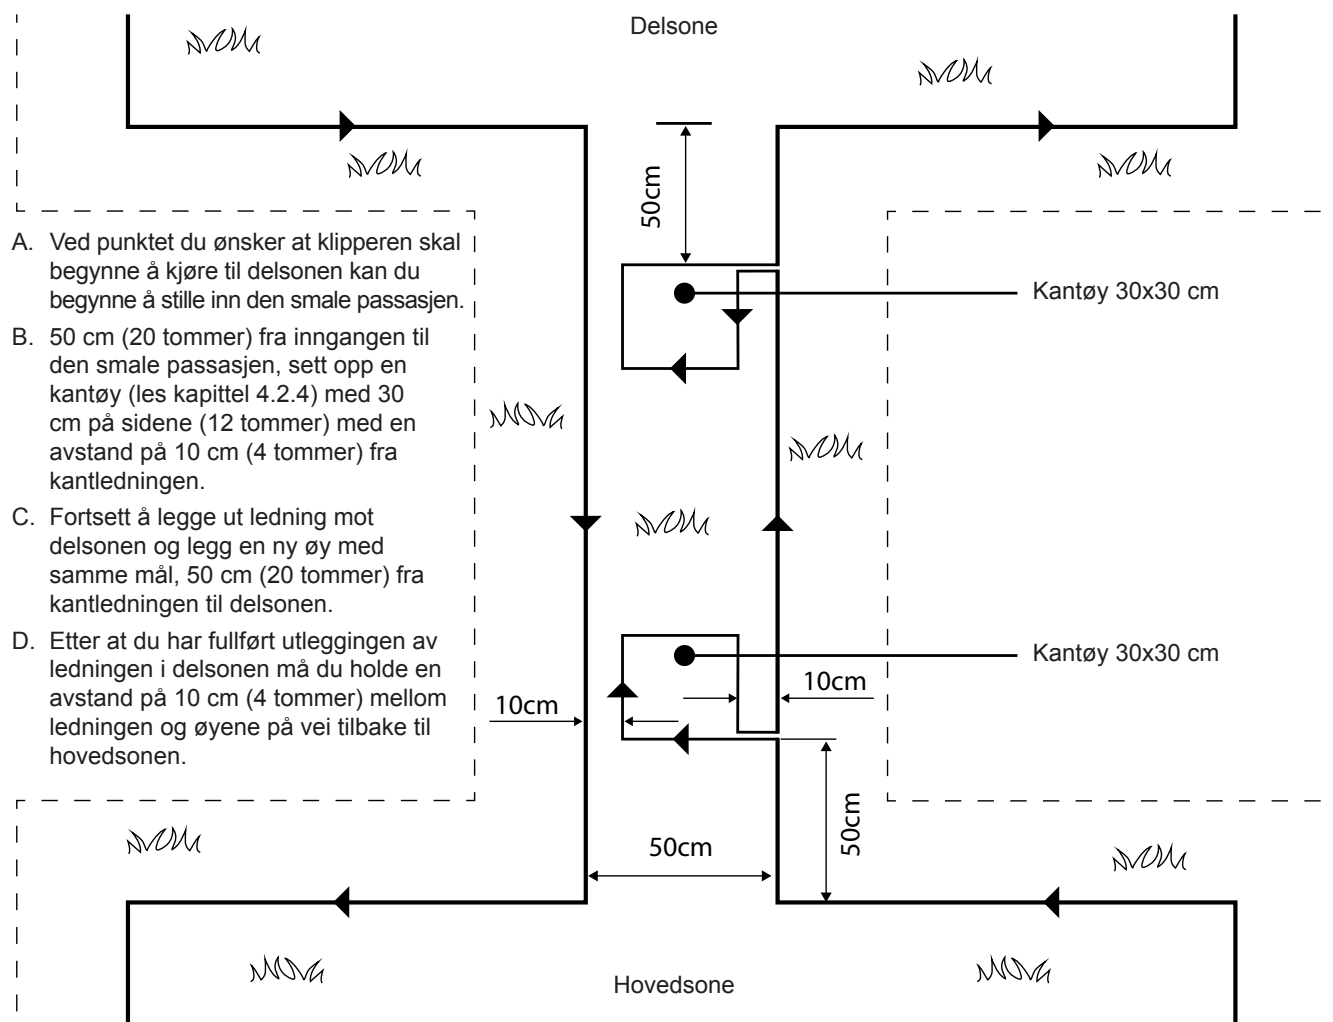 Delsone
50cm
A. Ved punktet du ønsker at klipperen skal
begynne å kjøre til delsonen kan du
begynne å stille inn den smale passasjen.
B. 50 cm (20 tommer) fra inngangen til
den smale passasjen, sett opp en
kantøy (les kapittel 4.2.4) med 30
cm på sidene (12 tommer) med en
avstand på 10 cm (4 tommer) fra
kantledningen.
C. Fortsett å legge ut ledning mot
delsonen og legg en ny øy med
samme mål, 50 cm (20 tommer) fra
kantledningen til delsonen.
D. Etter at du har fullført utleggingen av
ledningen i delsonen må du holde en
avstand på 10 cm (4 tommer) mellom
ledningen og øyene på vei tilbake til
hovedsonen.
Kantøy 30x30 cm
Kantøy 30x30 cm
10cm
10cm
50cm
50cm
Hovedsone